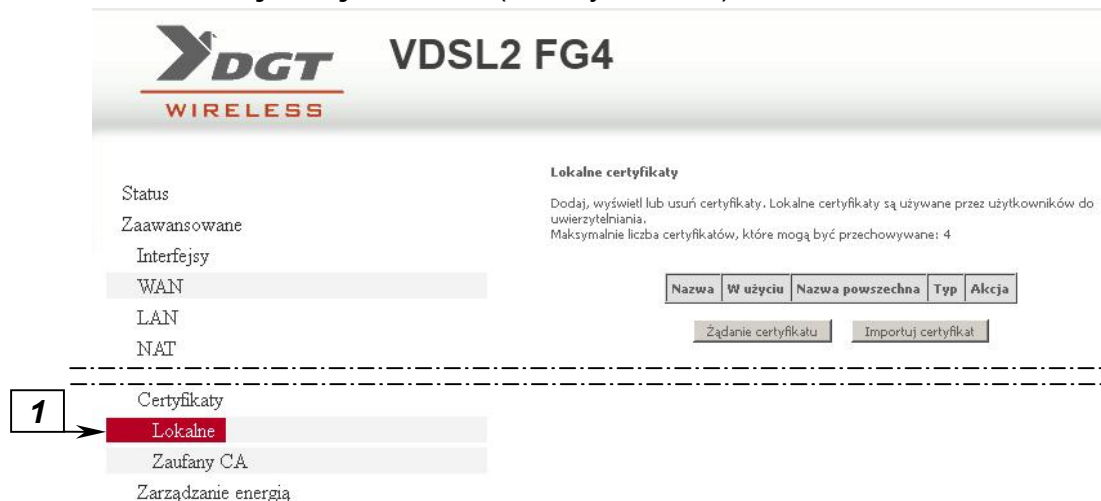 DGT
WIRELESS
VDSL2 FG4
Status
Zaawansowane
Interfejsy
WAN
LAN
NAT
Certyfikaty
1
Lokalne
Zaufany CA
Zarządzanie energią
Lokalne certyfikaty
Dodaj, wyświetl lub usuń certyfikaty. Lokalne certyfikaty są używane przez użytkowników do
uwierzytelniania.
Maksymalnie liczba certyfikatów, które mogą być przechowywane: 4
Nazwa W użyciu Nazwa powszechna Typ Akcja
Żądanie certyfikatu Importuj certyfikat